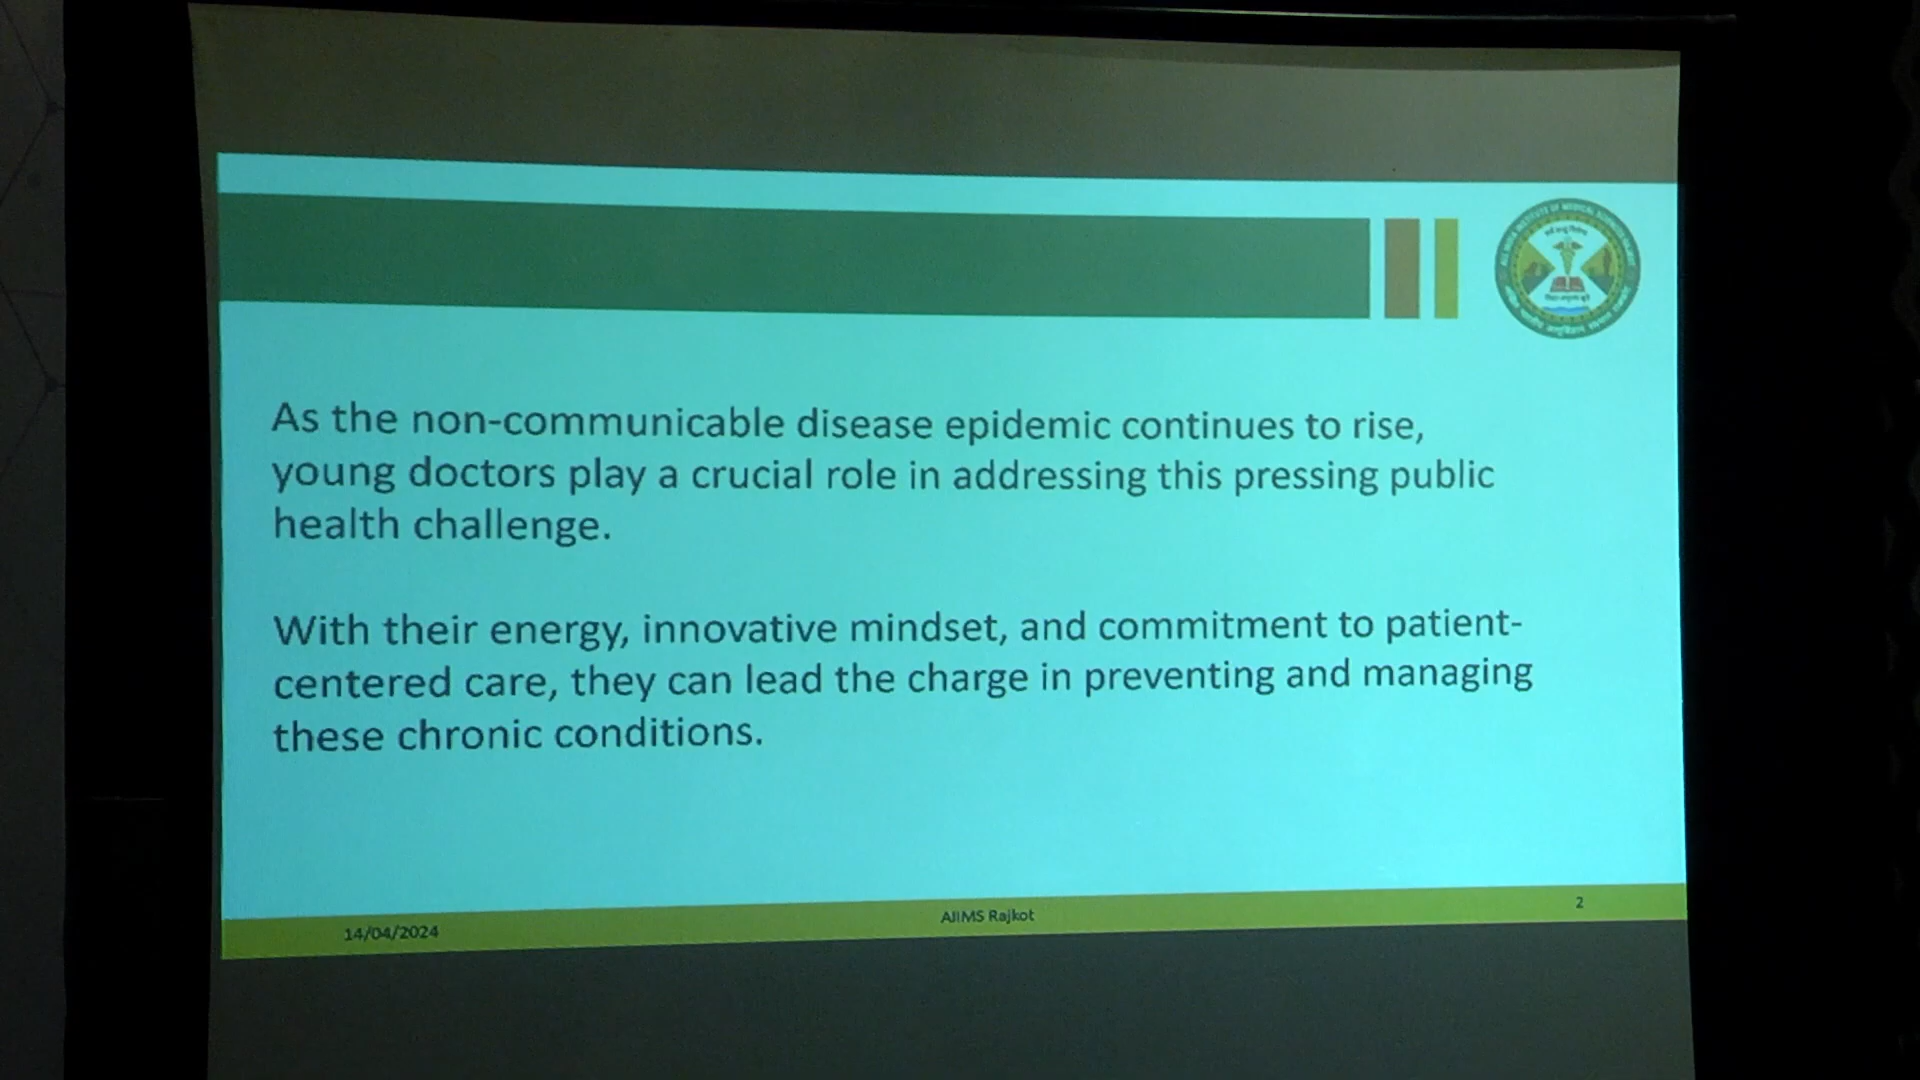 As the non-communicable disease epidemic continues to rise,
young doctors play a crucial role in addressing this pressing public
health challenge.
With their energy, innovative mindset, and commitment to patient-
centered care, they can lead the charge in preventing and managing
these chronic conditions.
14/04/2024
AIIMS Rajkot
2